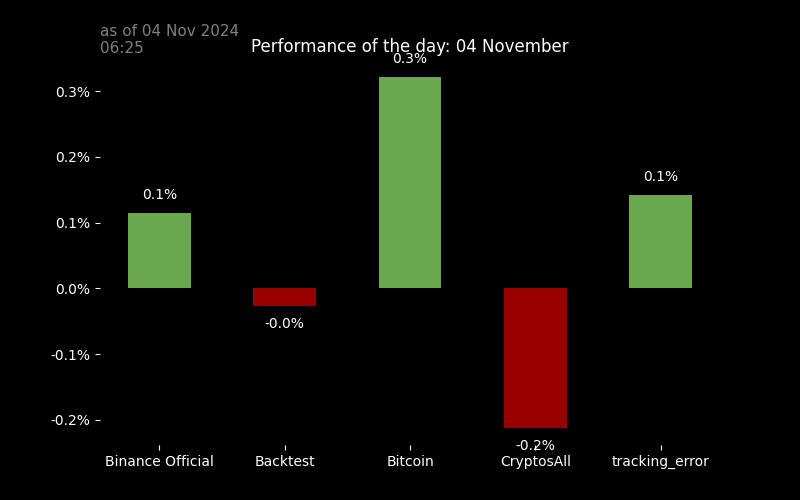 as of 04 Nov 2024
06:25
Performance of the day: 04 November
0.3%
0.2%
0.1%
0.0%
-0.1%
-0.2%
0.1%
-0.0%
0.3%
-0.2%
0.1%
Binance Official
Backtest
Bitcoin
CryptosAll
tracking_error